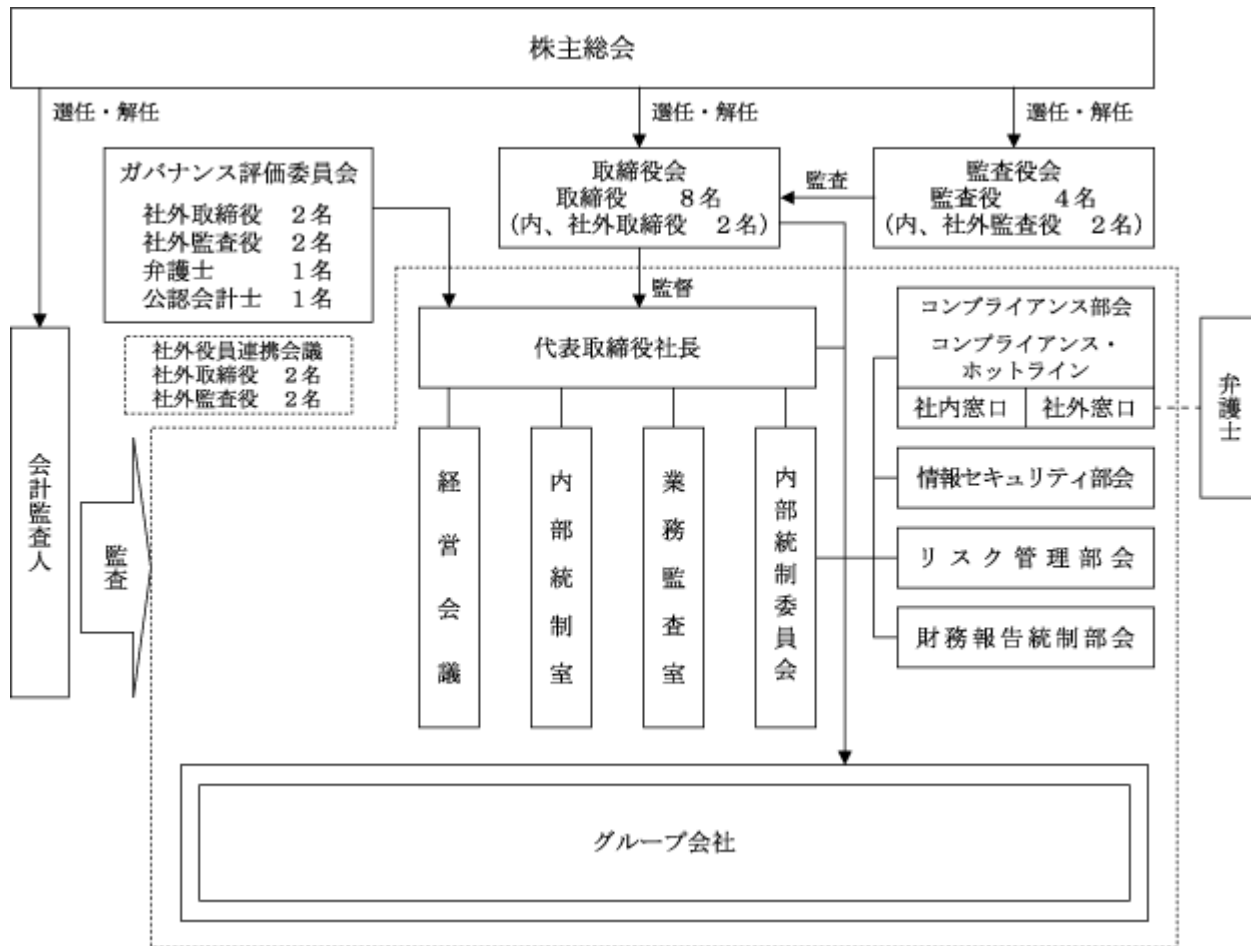 株主総会
選任・解任
選任・解任
選任・解任
ガバナンス評価委員会
社外取締役 2名
社外監査役 2名
弁護士 1名
公認会計士 1名
取締役会
取締役 8名
(内、社外取締役 2名)
監査
監査役会
監査役 4名
(内、社外監査役 2名)
監督
社外役員連携会議
社外取締役 2名
社外監査役 2名
代表取締役社長
コンプライアンス部会
コンプライアンス・
ホットライン
社内窓口
社外窓口
弁護士
会計監査人
監査
経営会議
内部統制室
業務監査室
内部統制委員会
情報セキュリティ部会
リスク管理部会
財務報告統制部会
グループ会社